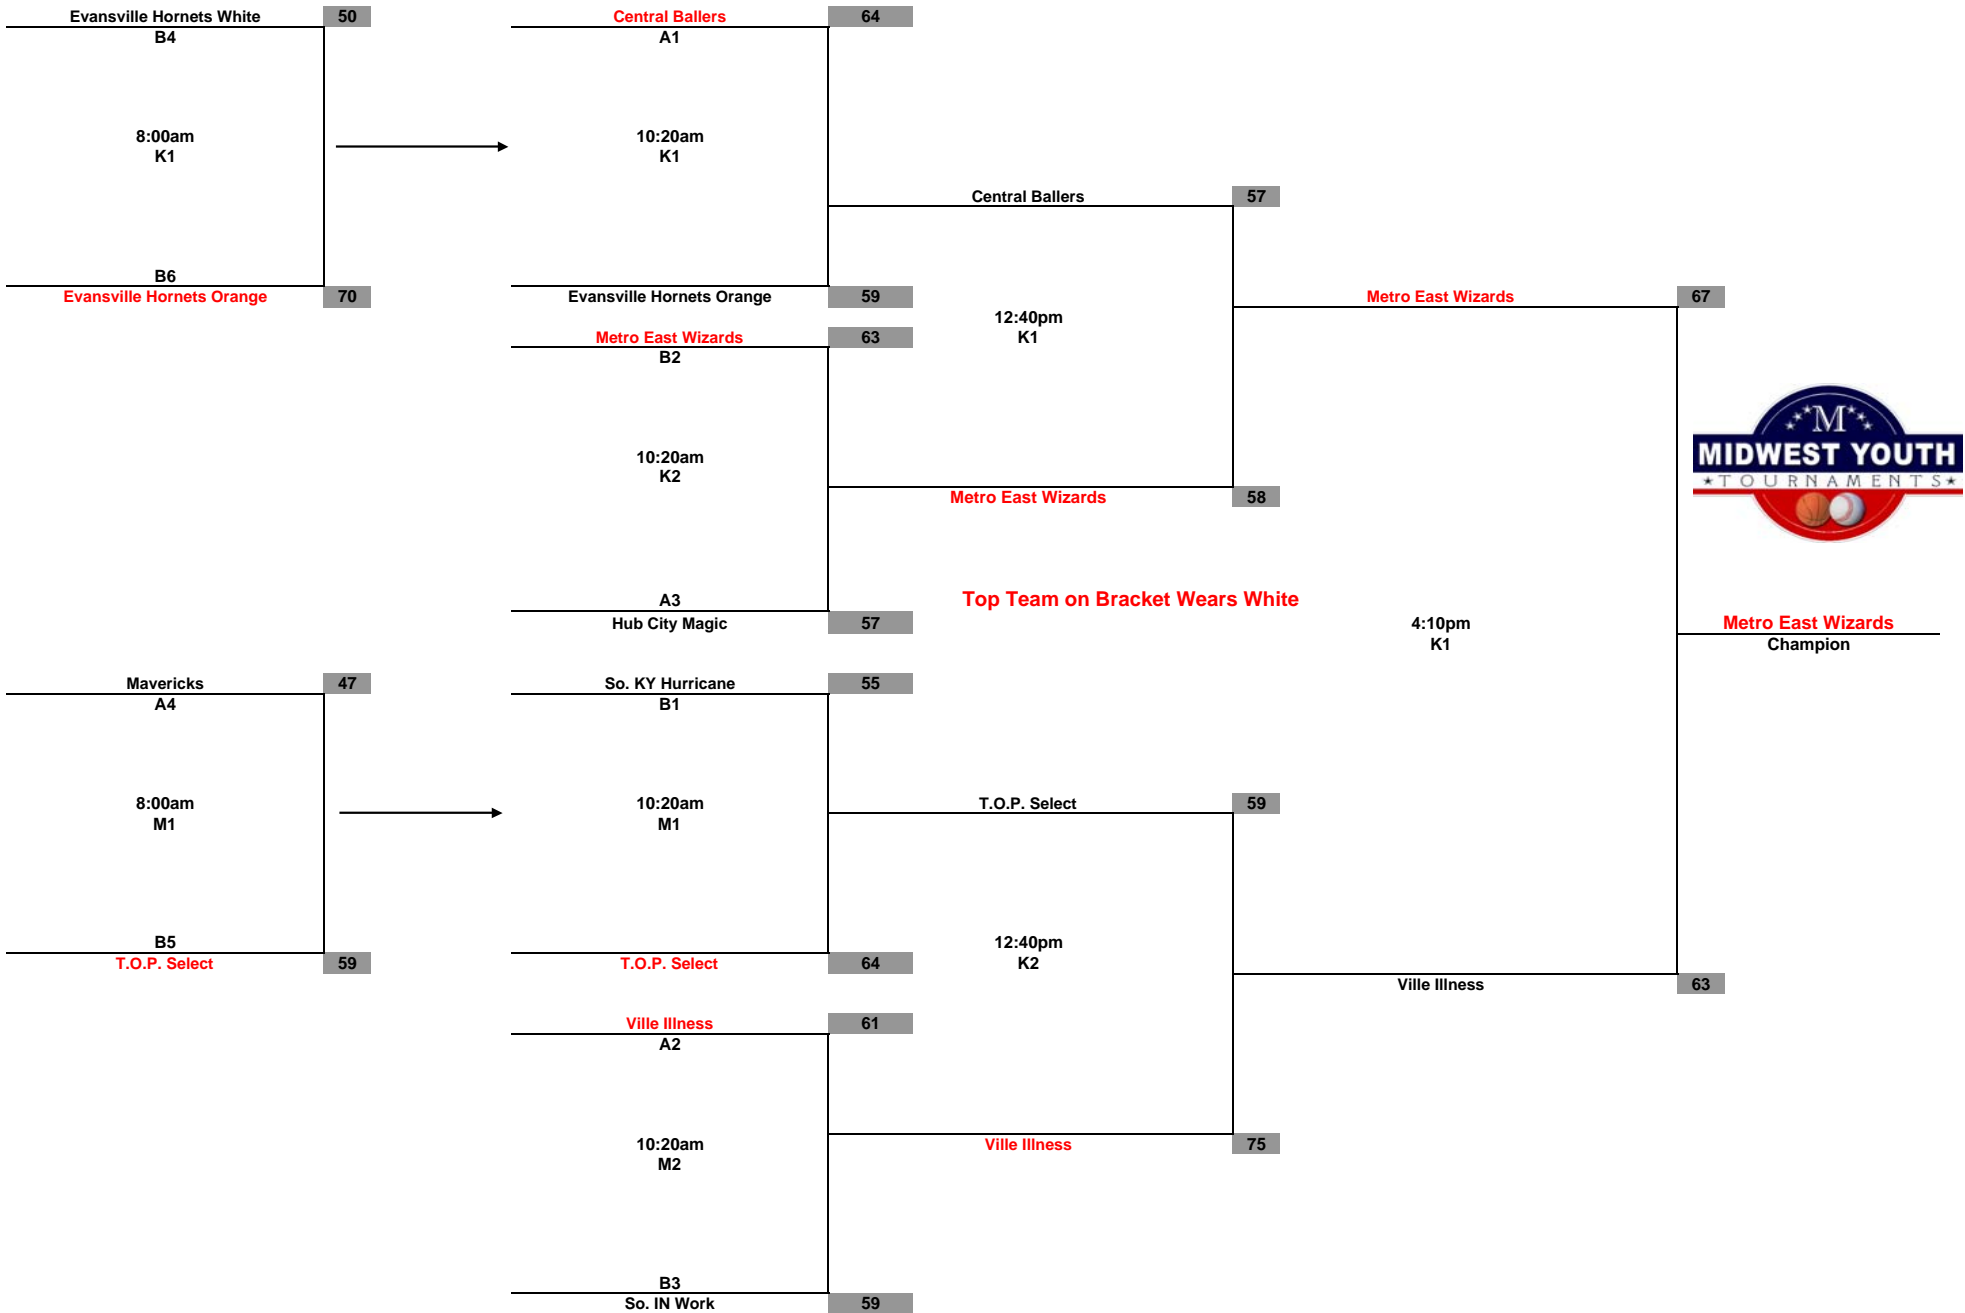 Evansville Hornets White 50
B4
8:00am
K1
B6
Evansville Hornets Orange 70
Central Ballers 64
A1
10:20am
K1
Evansville Hornets Orange 59
Metro East Wizards 63
B2
10:20am
K2
A3
Hub City Magic 57
Central Ballers 57
12:40pm
K1
Metro East Wizards 58
Metro East Wizards 67
M
MIDWEST YOUTH
TOURNAMENTS
Top Team on Bracket Wears White
4:10pm
K1
Metro East Wizards
Champion
Mavericks 47
A4
8:00am
M1
B5
T.O.P. Select 59
So. KY Hurricane 55
B1
10:20am
M1
T.O.P. Select 64
Ville Illness 61
A2
10:20am
M2
B3
So. IN Work 59
T.O.P. Select 59
12:40pm
K2
Ville Illness 75
Ville Illness 63